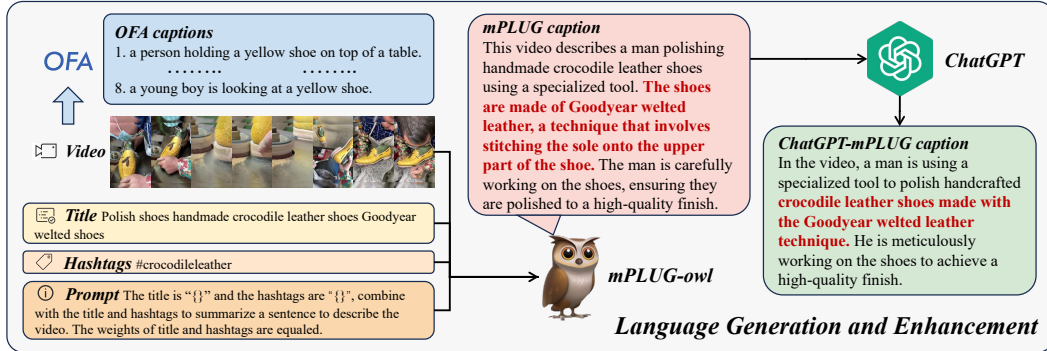 OFA
OFA captions
1. a person holding a yellow shoe on top of a table.
........ ........
8. a young boy is looking at a yellow shoe.
Video
Title Polish shoes handmade crocodile leather shoes Goodyear
welted shoes
Hashtags #crocodileleather
Prompt The title is “{}” and the hashtags are “{}”, combine
with the title and hashtags to summarize a sentence to describe the
video. The weights of title and hashtags are equaled.
mPLUG caption
This video describes a man polishing
handmade crocodile leather shoes
using a specialized tool. The shoes
are made of Goodyear welted
leather, a technique that involves
stitching the sole onto the upper
part of the shoe. The man is carefully
working on the shoes, ensuring they
are polished to a high-quality finish.
mPLUG-owl
ChatGPT
ChatGPT-mPLUG caption
In the video, a man is using a
specialized tool to polish handcrafted
crocodile leather shoes made with
the Goodyear welted leather
technique. He is meticulously
working on the shoes to achieve a
high-quality finish.
Language Generation and Enhancement